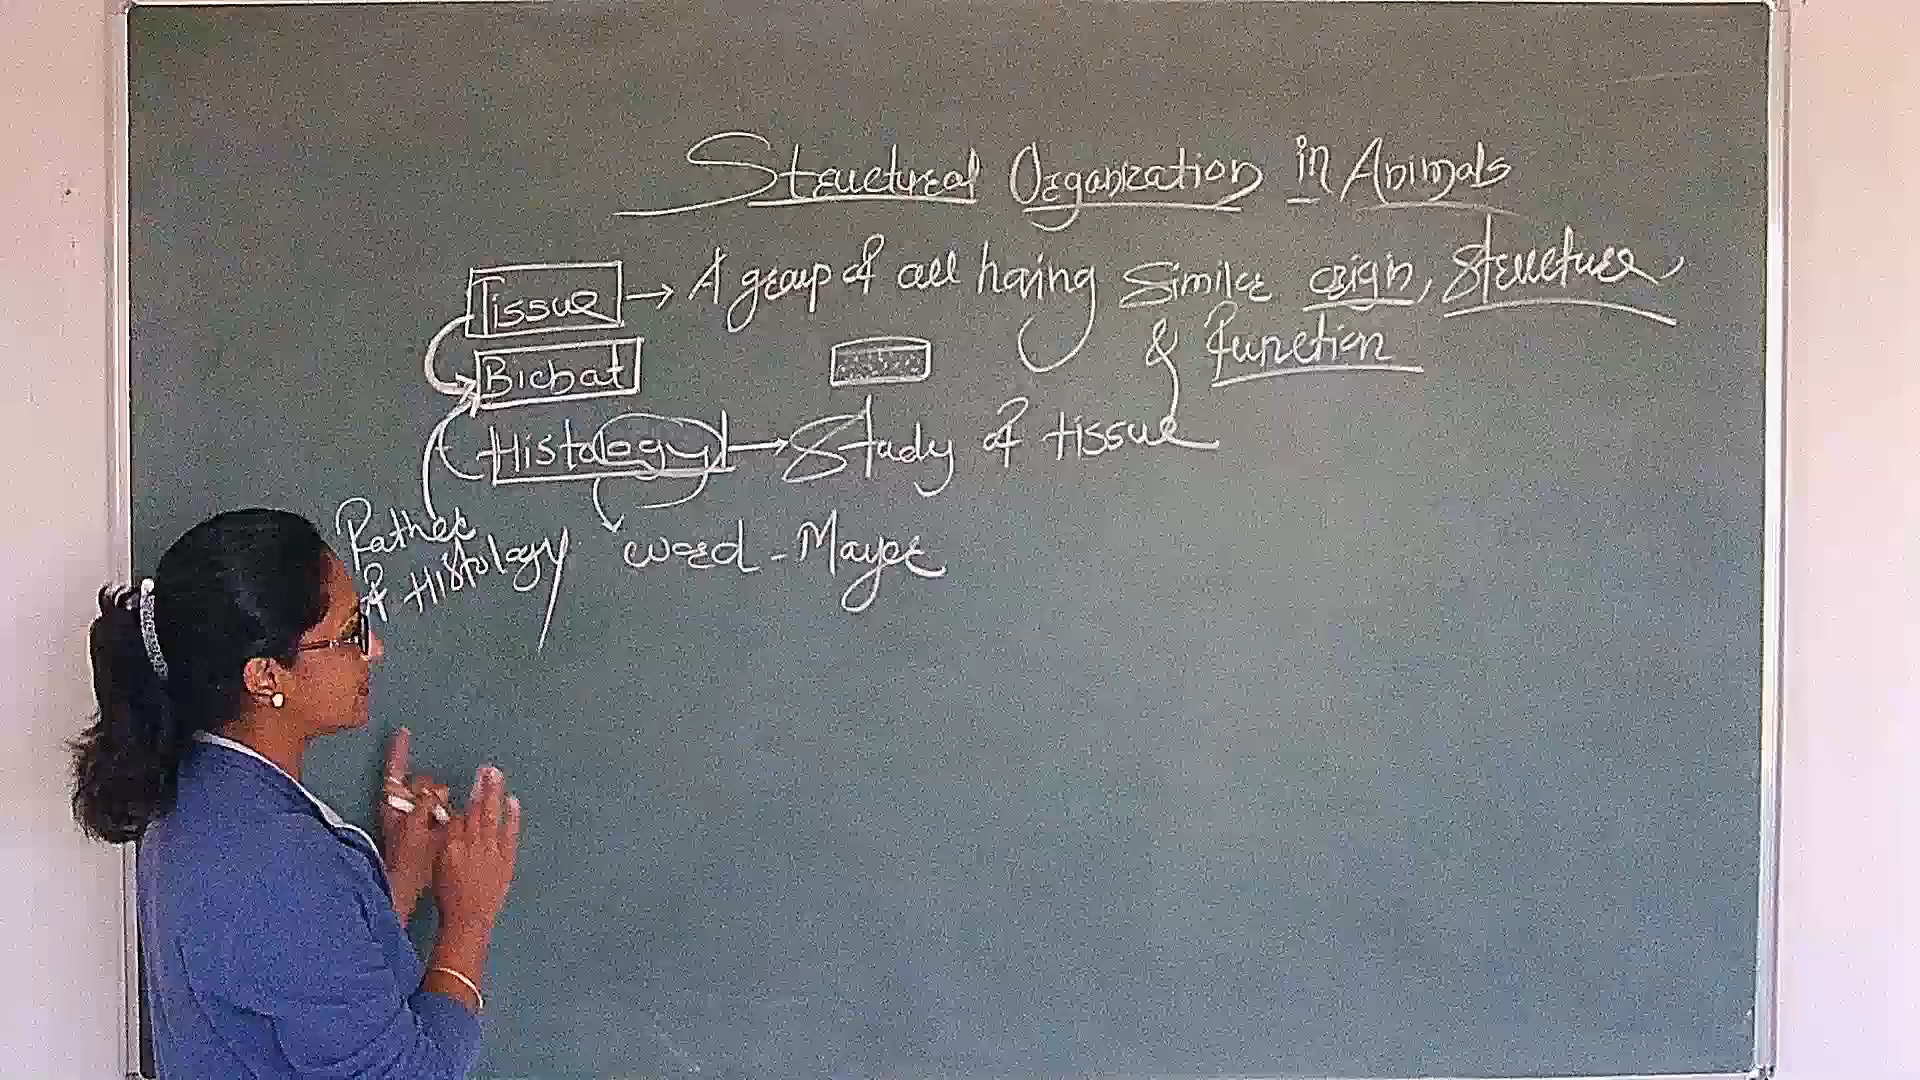 Structural Organization in Animals
Tissue → A group of cell having similar origin, structure
& function
Bichat
Histology → Study of tissue
Father
of Histology
word - Mayer